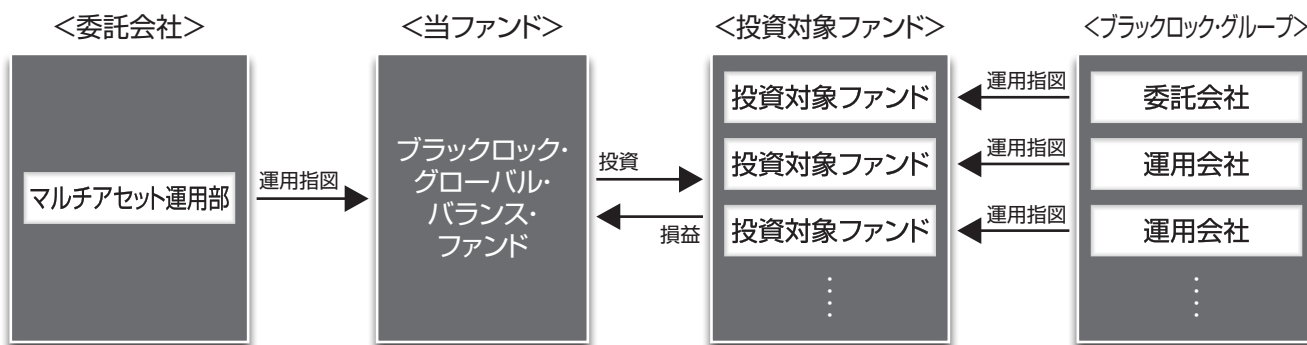 ＜委託会社＞
＜当ファンド＞
＜投資対象ファンド＞
＜ブラックロック・グループ＞
マルチアセット運用部
運用指図
ブラックロック・
グローバル・
バランス・
ファンド
投資
損益
投資対象ファンド
運用指図
委託会社
投資対象ファンド
運用指図
運用会社
投資対象ファンド
運用指図
運用会社
⋮
⋮